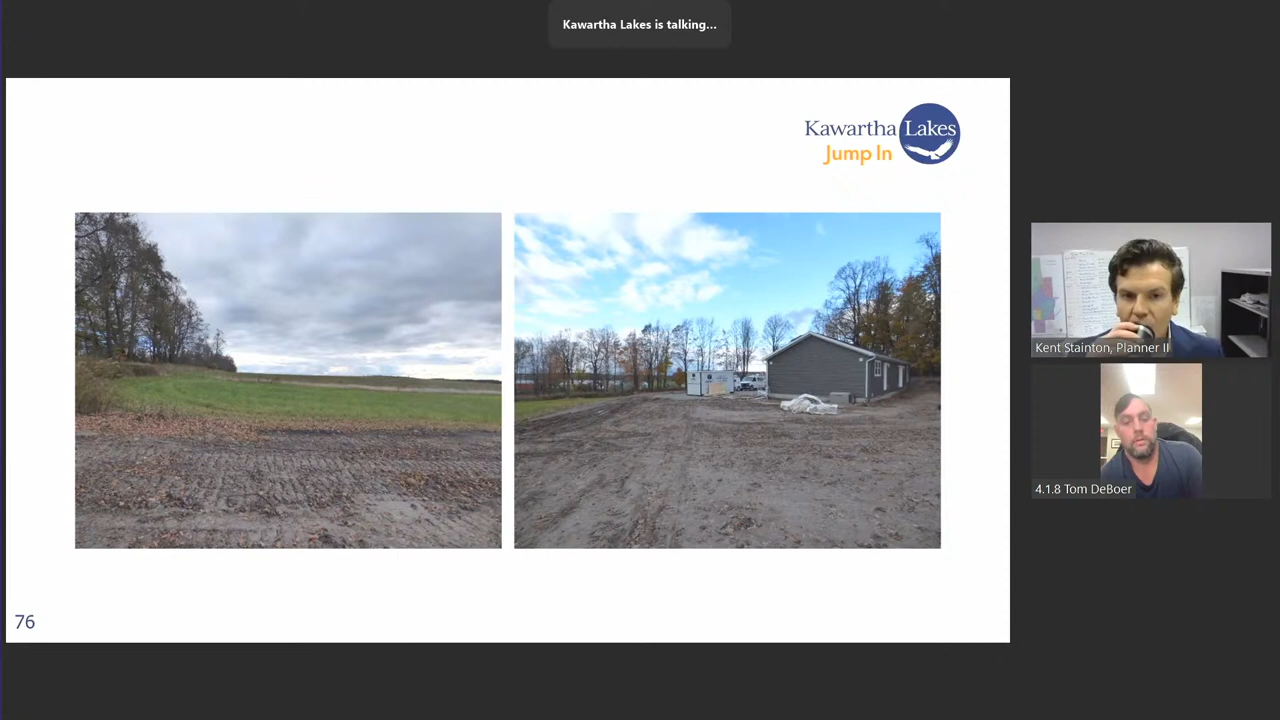 Kawartha Lakes is talking...
Kawartha Lakes
Jump In
Kent Stainton, Planner II
4.1.8 Tom DeBoer
76